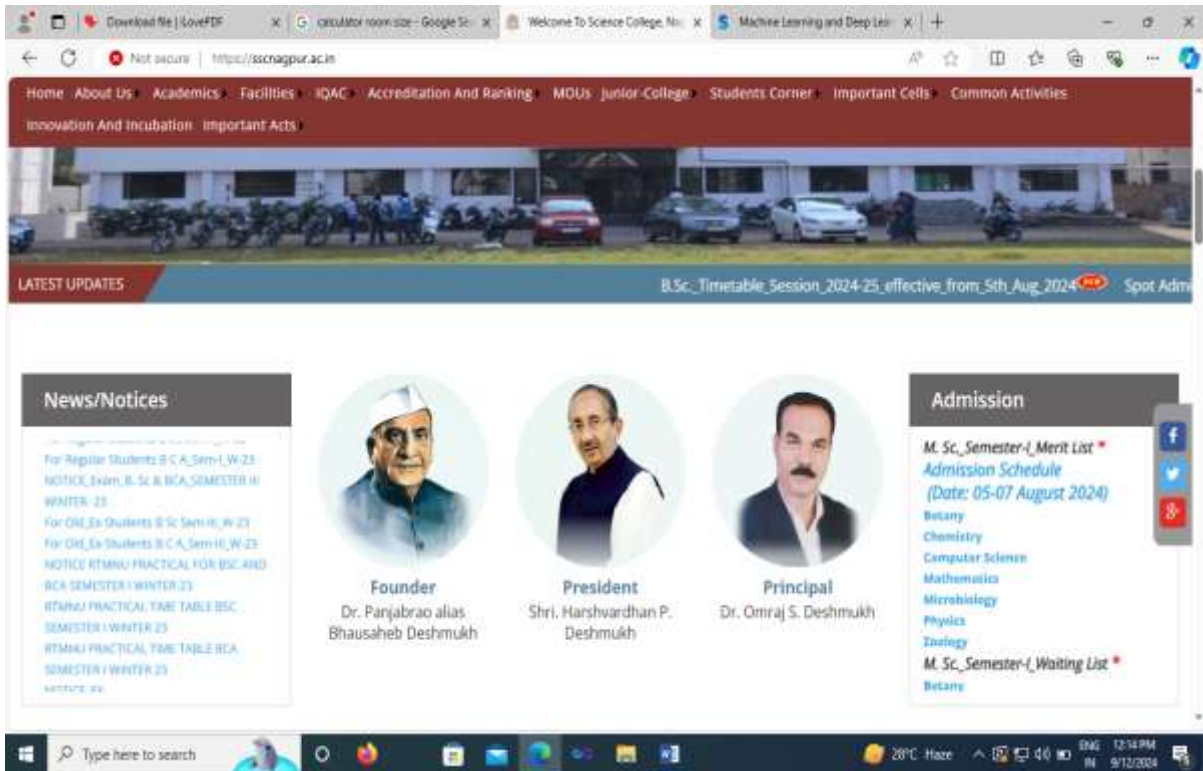 Download file | iLovePDF
calculator room size - Google Se
Welcome To Science College, N
Machine Learning and Deep Lear
Not secure | https://sscnagpur.ac.in
Home About Us Academics Facilities IQAC Accreditation And Ranking MOUs Junior-College Students Corner Important Cells Common Activities
Innovation And Incubation Important Acts
LATEST UPDATES
B.Sc._Timetable_Session_2024-25_effective_from_5th_Aug_2024 Spot Admi
News/Notices
For Regular Students B C A_Sem-I_W-23
NOTICE_Exam_B. Sc & BCA_SEMESTER III
WINTER- 23
For Old_Ex Students B Sc Sem-III_W-23
For Old_Ex-Students B C A_Sem-III_W-23
NOTICE RTMNU PRACTICAL FOR BSC AND
BCA SEMESTER I WINTER 23
RTMNU PRACTICAL TIME TABLE BSC
SEMESTER I WINTER 23
RTMNU PRACTICAL TIME TABLE BCA
SEMESTER I WINTER 23
Founder
Dr. Panjabrao alias
Bhausaheb Deshmukh
President
Shri. Harshvardhan P.
Deshmukh
Principal
Dr. Omraj S. Deshmukh
Admission
M. Sc._Semester-I_Merit List *
Admission Schedule
(Date: 05-07 August 2024)
Botany
Chemistry
Computer Science
Mathematics
Microbiology
Physics
Zoology
M. Sc._Semester-I_Waiting List *
Botany
Type here to search
28°C Haze
ENG
IN
12:14 PM
9/12/2024